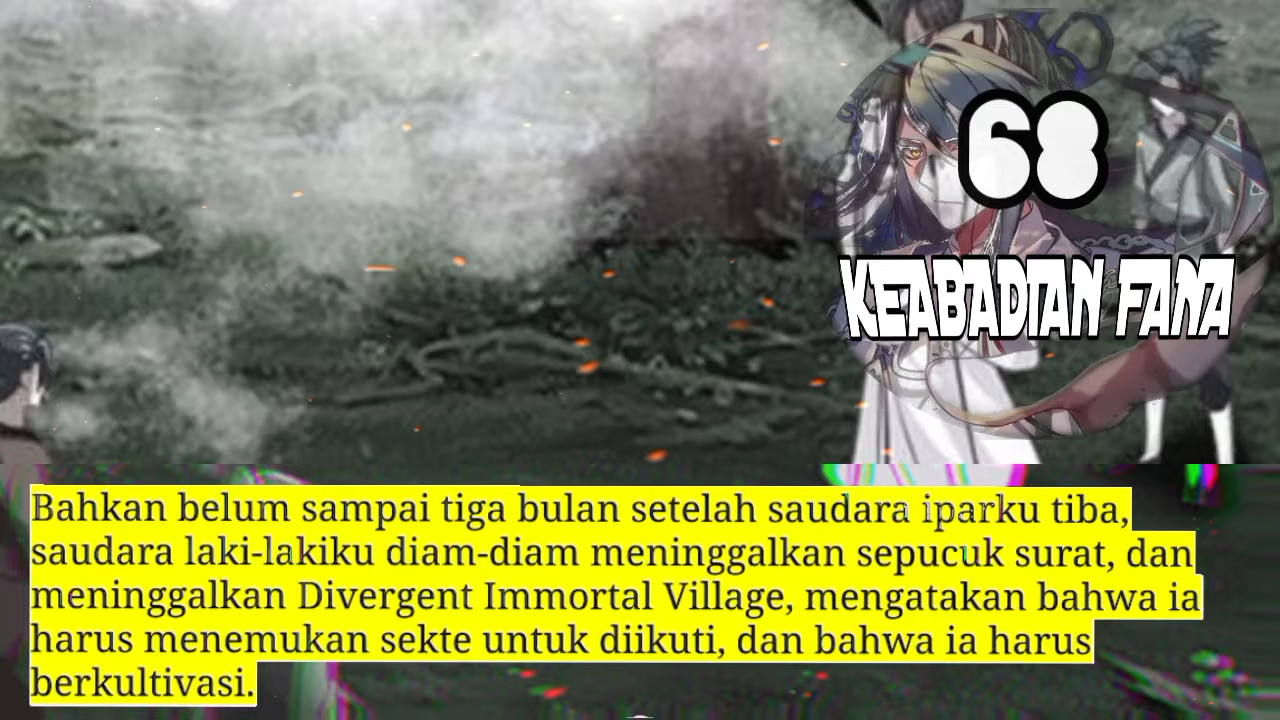 68
KEABADIAN FANA
Bahkan belum sampai tiga bulan setelah saudara iparku tiba,
saudara laki-lakiku diam-diam meninggalkan sepucuk surat, dan
meninggalkan Divergent Immortal Village, mengatakan bahwa ia
harus menemukan sekte untuk diikuti, dan bahwa ia harus
berkultivasi.